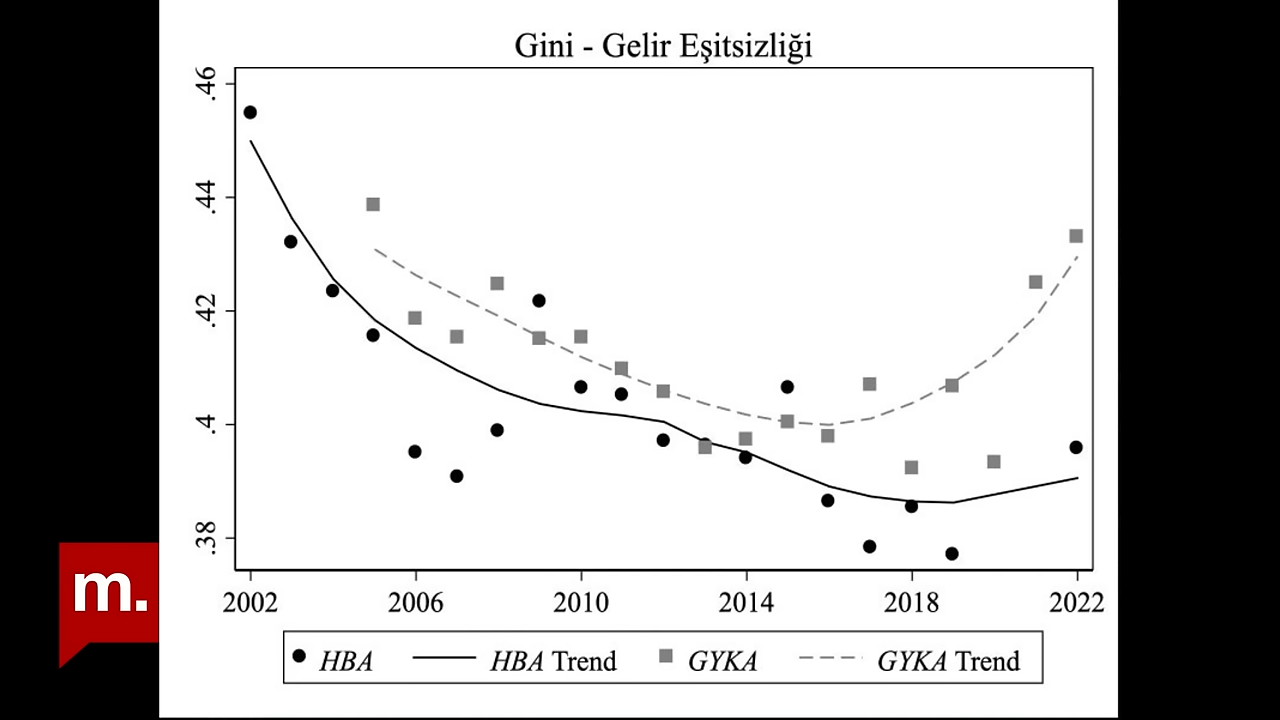 Gini - Gelir Eşitsizliği
.46
.44
.42
.4
.38
2002 2006 2010 2014 2018 2022
HBA HBA Trend GYKA GYKA Trend
m.